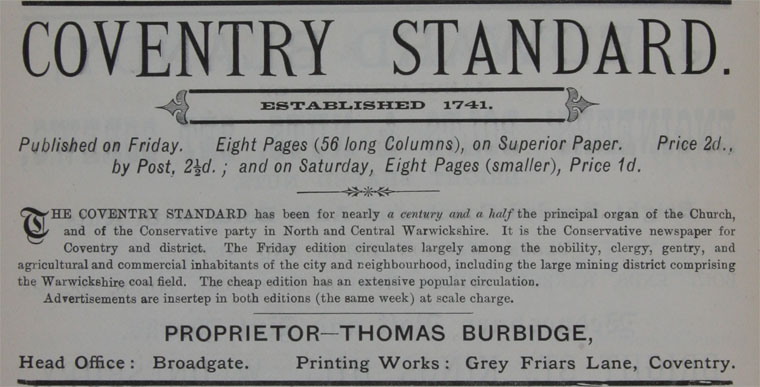 COVENTRY STANDARD.
ESTABLISHED 1741.
Published on Friday. Eight Pages (56 long Columns), on Superior Paper. Price 2d.,
by Post, 2½d. ; and on Saturday, Eight Pages (smaller), Price 1d.
THE COVENTRY STANDARD has been for nearly a century and a half the principal organ of the Church,
and of the Conservative party in North and Central Warwickshire. It is the Conservative newspaper for
Coventry and district. The Friday edition circulates largely among the nobility, clergy, gentry, and
agricultural and commercial inhabitants of the city and neighbourhood, including the large mining district comprising
the Warwickshire coal field. The cheap edition has an extensive popular circulation.
Advertisements are insertep in both editions (the same week) at scale charge.
PROPRIETOR—THOMAS BURBIDGE,
Head Office : Broadgate. Printing Works : Grey Friars Lane, Coventry.